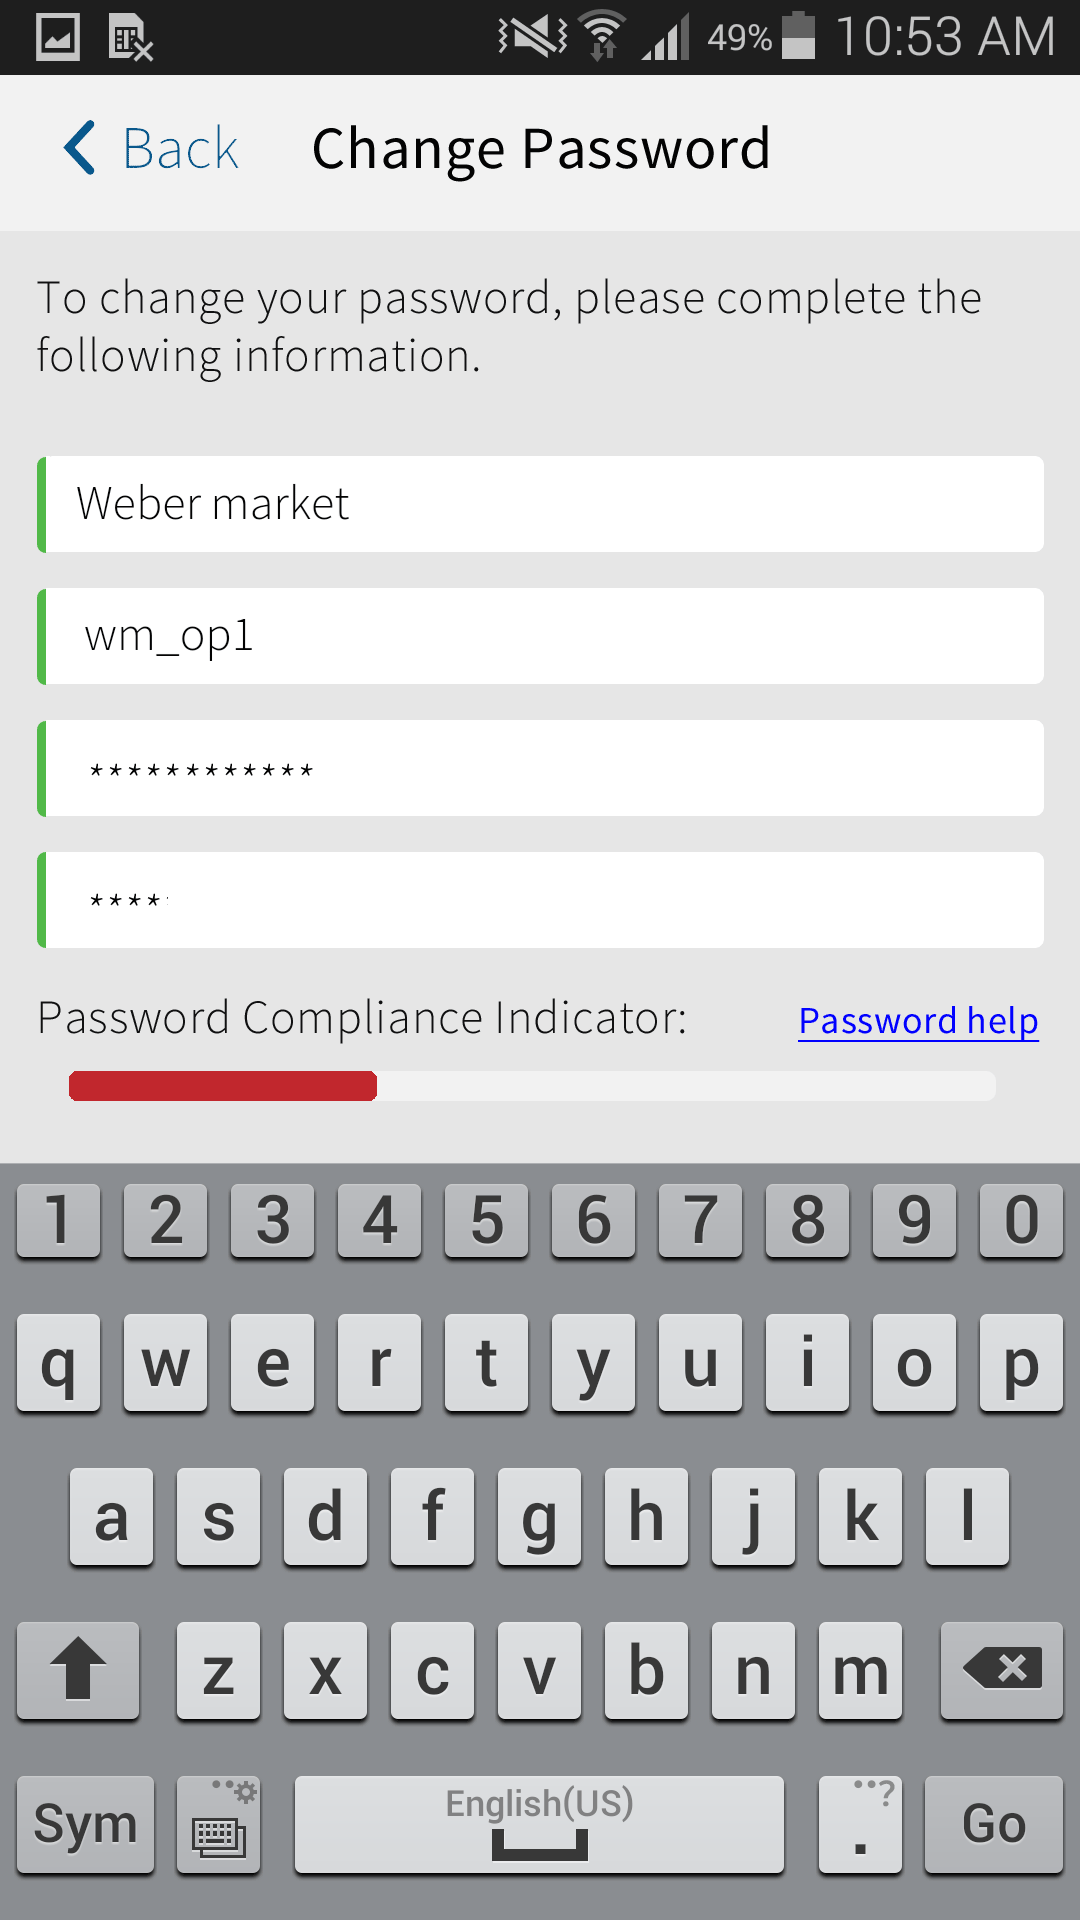 49% 10:53 AM
Back Change Password
To change your password, please complete the
following information.
Weber market
wm_op1
************
****
Password Compliance Indicator: Password help
1 2 3 4 5 6 7 8 9 0
q w e r t y u i o p
a s d f g h j k l
z x c v b n m
Sym English(US) . ? Go